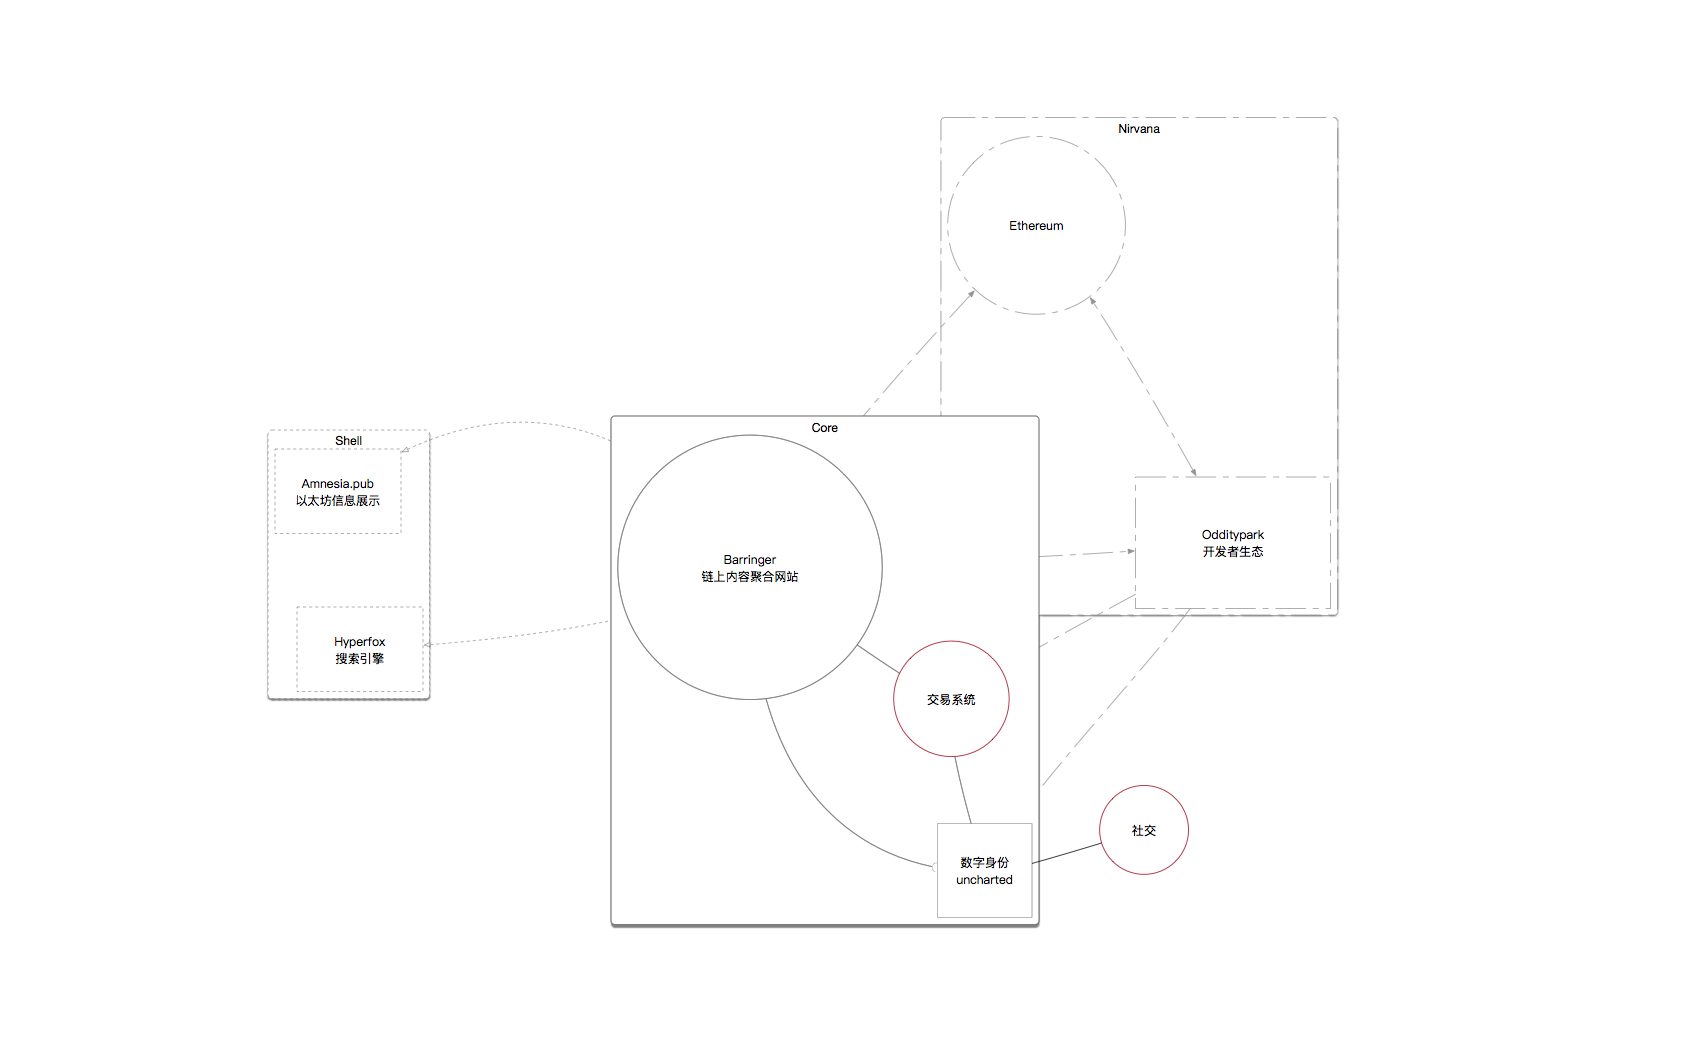 Nirvana
Ethereum
Core
Shell
Amnesia.pub
以太坊信息展示
Odditypark
开发者生态
Barringer
链上内容聚合网站
Hyperfox
搜索引擎
交易系统
社交
数字身份
uncharted